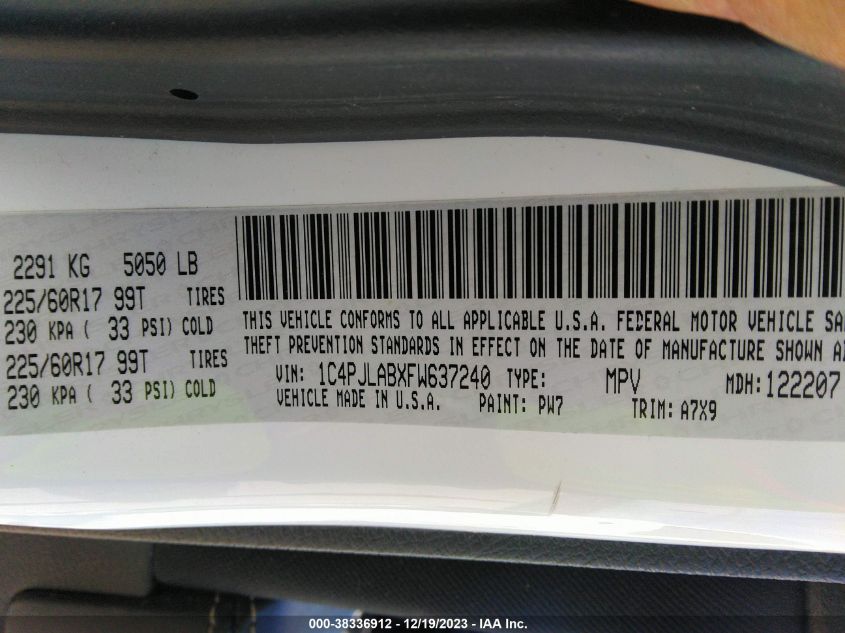 2291 KG 5050 LB
225/60R17 99T TIRES
230 KPA ( 33 PSI) COLD
225/60R17 99T TIRES
230 KPA ( 33 PSI) COLD
THIS VEHICLE CONFORMS TO ALL APPLICABLE U.S.A. FEDERAL MOTOR VEHICLE SA
THEFT PREVENTION STANDARDS IN EFFECT ON THE DATE OF MANUFACTURE SHOWN A
VIN: 1C4PJLABXFW637240 TYPE: MPV MDH: 122207
VEHICLE MADE IN U.S.A. PAINT: PW7 TRIM: A7X9
000-38336912 - 12/19/2023 - IAA Inc.